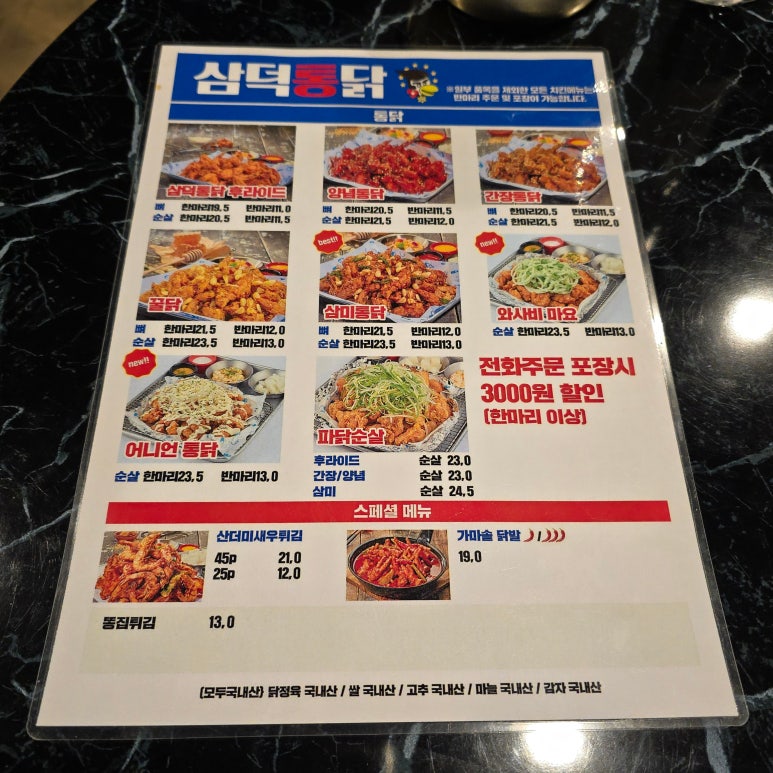 삼덕통닭
※일부 품목을 제외한 모든 치킨메뉴는
반마리 주문 및 포장이 가능합니다.
통닭
삼덕통닭 후라이드
뼈 한마리19,5 반마리11,0
순살 한마리20,5 반마리11,5
양념통닭
뼈 한마리20,5 반마리11,5
순살 한마리21,5 반마리12,0
간장통닭
뼈 한마리20,5 반마리11,5
순살 한마리21,5 반마리12,0
꿀닭
뼈 한마리21,5 반마리12,0
순살 한마리23,5 반마리13,0
best!!
삼미통닭
뼈 한마리21,5 반마리12,0
순살 한마리23,5 반마리13,0
new!!
와사비 마요
순살 한마리23,5 반마리13,0
new!!
어니언 통닭
순살 한마리23,5 반마리13,0
파닭순살
후라이드 순살 23,0
간장/양념 순살 23,0
삼미 순살 24,5
전화주문 포장시
3000원 할인
(한마리 이상)
스페셜 메뉴
산더미새우튀김
45p 21,0
25p 12,0
가마솥 닭발 /
19,0
똥집튀김 13,0
(모두국내산) 닭정육 국내산 / 쌀 국내산 / 고추 국내산 / 마늘 국내산 / 감자 국내산